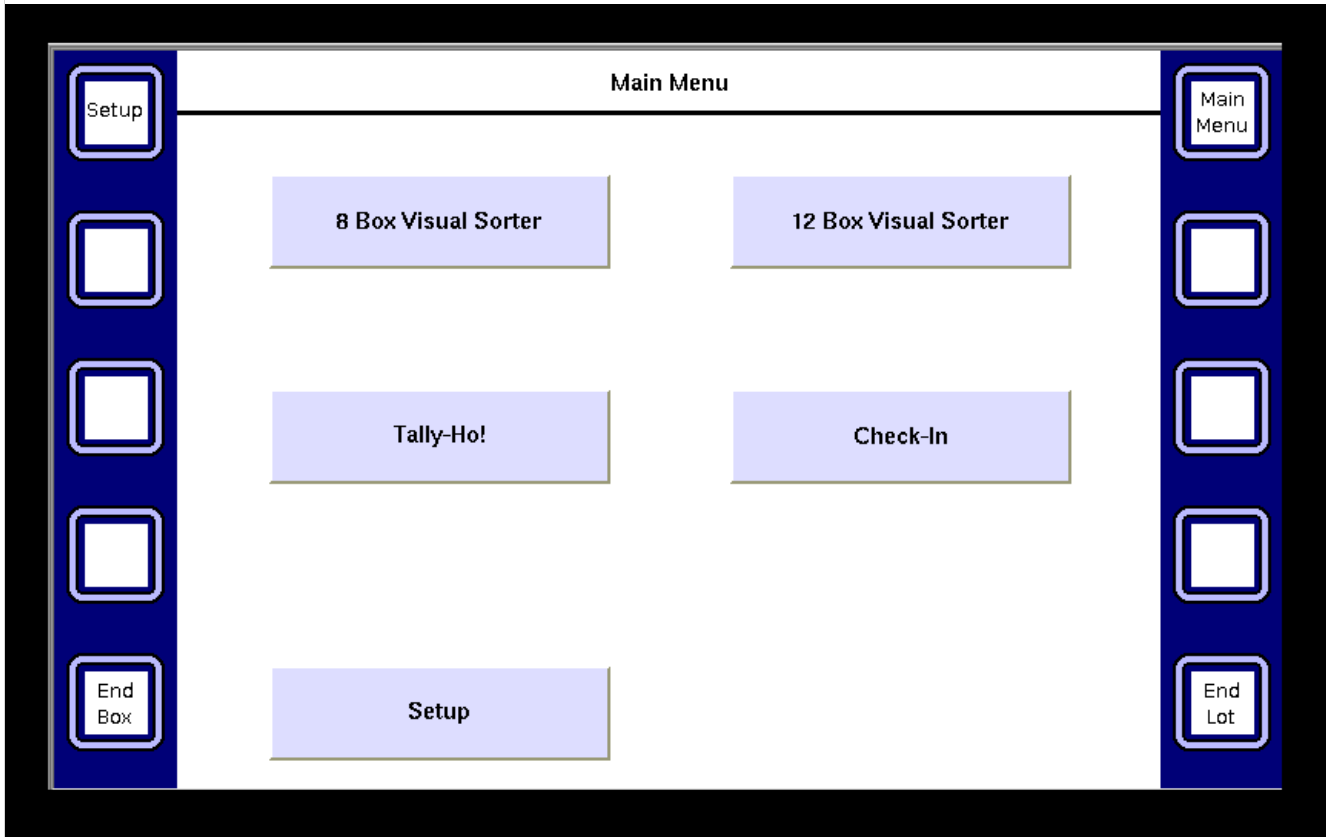 Main Menu
Setup
Main
Menu
8 Box Visual Sorter
12 Box Visual Sorter
Tally-Ho!
Check-In
End
Box
Setup
End
Lot